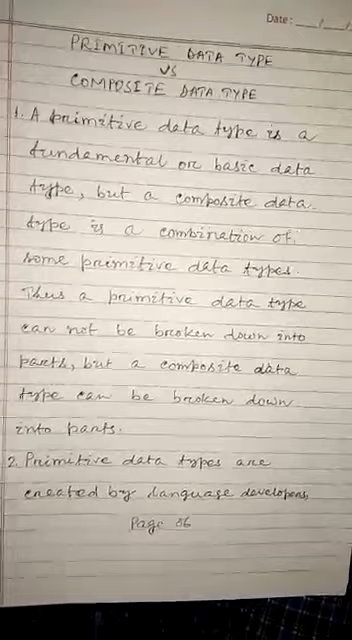 Date: __/__/__
PRIMITIVE DATA TYPE
VS
COMPOSITE DATA TYPE
1. A primitive data type is a
fundamental or basic data
type, but a composite data
type is a combination of
some primitive data types.
Thus a primitive data type
can not be broken down into
parts, but a composite data
type can be broken down
into parts.
2. Primitive data types are
created by language developers,
Page 06